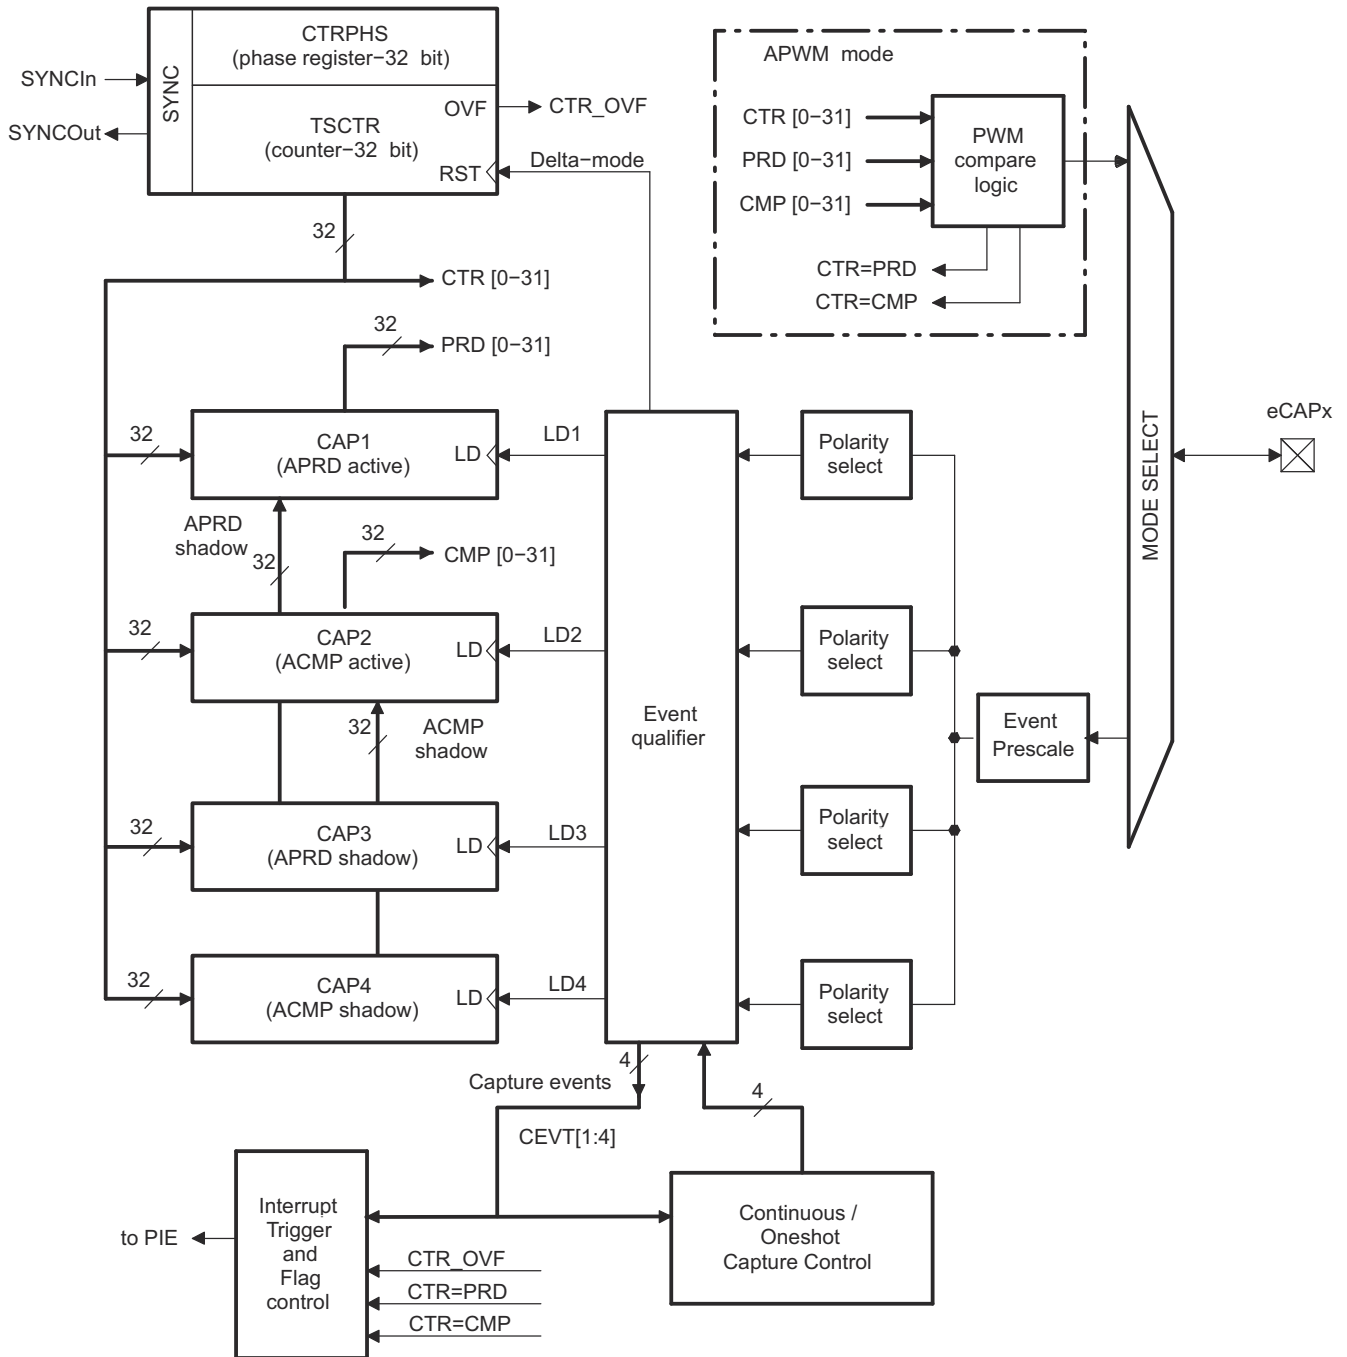 CTRPHS
(phase register−32 bit)
SYNC
SYNCIn
SYNCOut
OVF
CTR_OVF
TSCTR
(counter−32 bit)
RST
Delta−mode
32
CTR [0−31]
32
PRD [0−31]
APWM mode
CTR [0−31]
PRD [0−31]
CMP [0−31]
PWM
compare
logic
CTR=PRD
CTR=CMP
MODE SELECT
eCAPx
32
CAP1
(APRD active)
LD
LD1
Polarity
select
APRD
shadow
32
32
CMP [0−31]
32
CAP2
(ACMP active)
LD
LD2
Polarity
select
32
ACMP
shadow
Event
qualifier
Event
Prescale
32
CAP3
(APRD shadow)
LD
LD3
Polarity
select
32
CAP4
(ACMP shadow)
LD
LD4
Polarity
select
4
Capture events
CEVT[1:4]
4
Interrupt
Trigger
and
Flag
control
to PIE
CTR_OVF
CTR=PRD
CTR=CMP
Continuous /
Oneshot
Capture Control